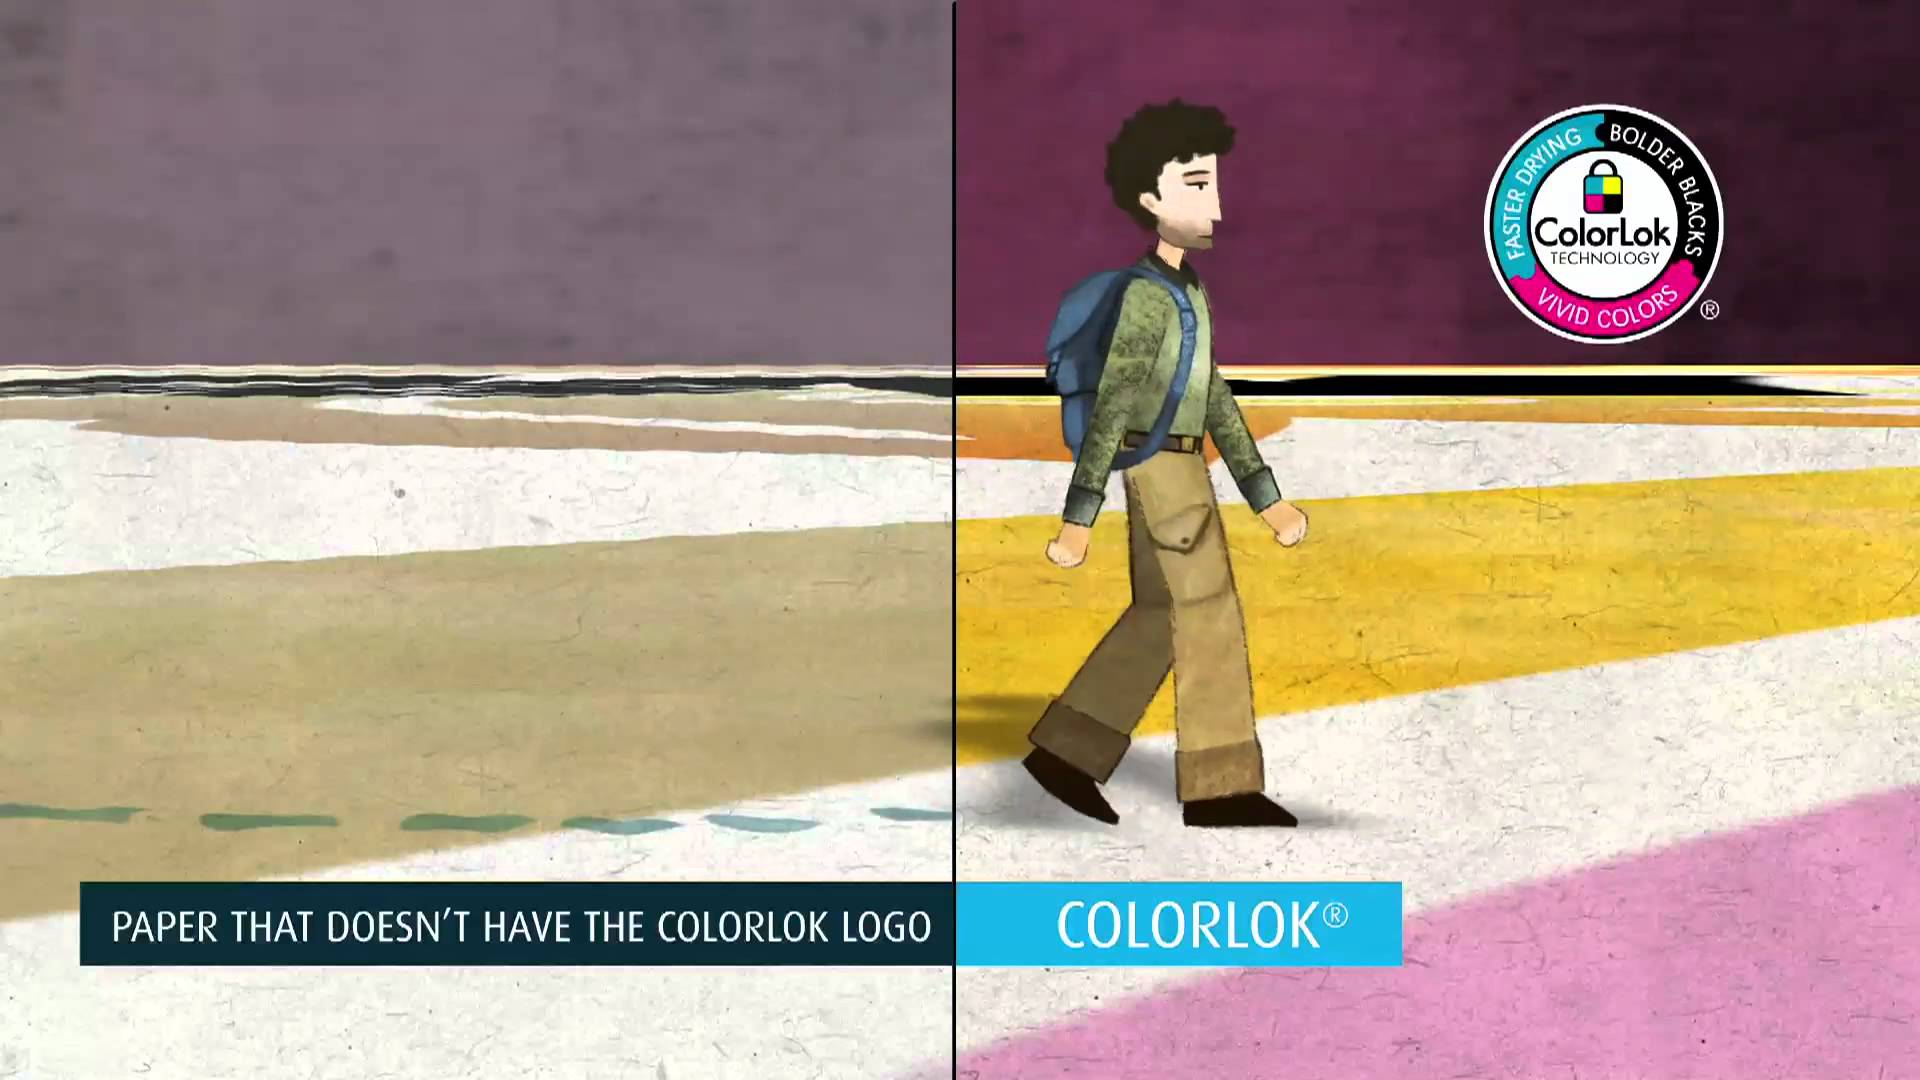 FASTER DRYING
BOLDER BLACKS
ColorLok
TECHNOLOGY
VIVID COLORS
®
PAPER THAT DOESN'T HAVE THE COLORLOK LOGO
COLORLOK®